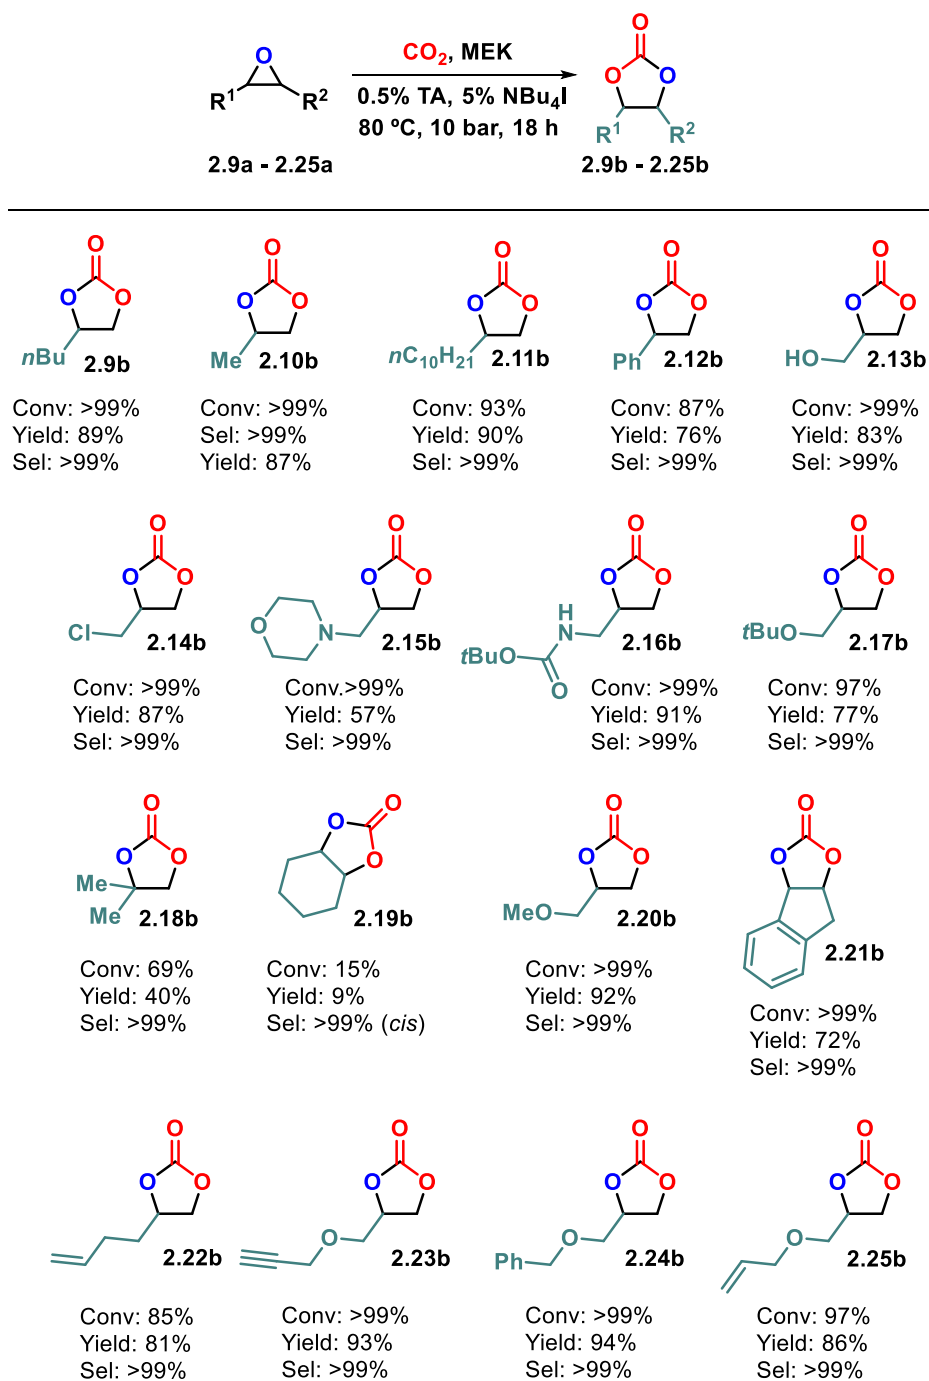 O
R¹ R²
CO₂, MEK
0.5% TA, 5% NBu₄I
80 ºC, 10 bar, 18 h
O
O O
R¹ R²
2.9a - 2.25a
2.9b - 2.25b
O
O O
nBu 2.9b
Conv: >99%
Yield: 89%
Sel: >99%
O
O O
Me 2.10b
Conv: >99%
Sel: >99%
Yield: 87%
O
O O
nC₁₀H₂₁ 2.11b
Conv: 93%
Yield: 90%
Sel: >99%
O
O O
Ph 2.12b
Conv: 87%
Yield: 76%
Sel: >99%
O
O O
HO 2.13b
Conv: >99%
Yield: 83%
Sel: >99%
O
O O
Cl 2.14b
Conv: >99%
Yield: 87%
Sel: >99%
O
O O
O N 2.15b
Conv.>99%
Yield: 57%
Sel: >99%
O
O O
H
N
tBuO 2.16b
O
Conv: >99%
Yield: 91%
Sel: >99%
O
O O
tBuO 2.17b
Conv: 97%
Yield: 77%
Sel: >99%
O
O O
Me
Me 2.18b
Conv: 69%
Yield: 40%
Sel: >99%
O O
O
2.19b
Conv: 15%
Yield: 9%
Sel: >99% (cis)
O
O O
MeO 2.20b
Conv: >99%
Yield: 92%
Sel: >99%
O
O O
2.21b
Conv: >99%
Yield: 72%
Sel: >99%
O
O O
2.22b
Conv: 85%
Yield: 81%
Sel: >99%
O
O O
O 2.23b
Conv: >99%
Yield: 93%
Sel: >99%
O
O O
O
Ph 2.24b
Conv: >99%
Yield: 94%
Sel: >99%
O
O O
O 2.25b
Conv: 97%
Yield: 86%
Sel: >99%